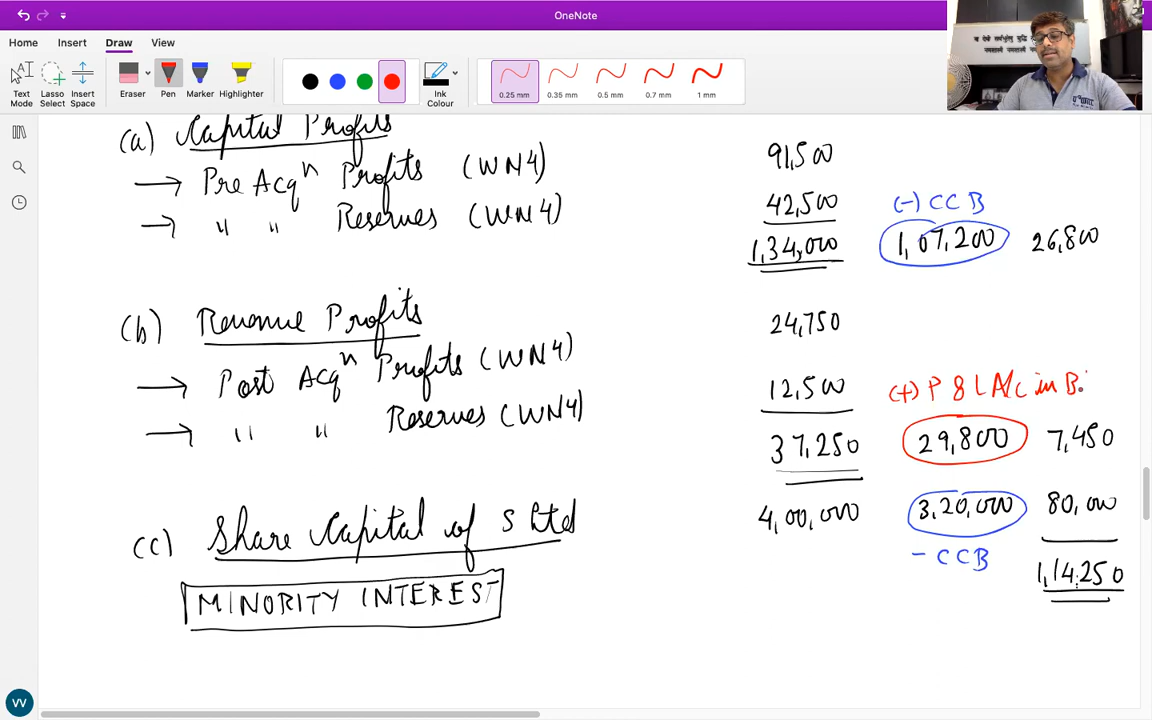 OneNote
Home Insert Draw View
Text Mode Lasso Select Insert Space Eraser Pen Marker Highlighter Ink Colour 0.25 mm 0.35 mm 0.5 mm 0.7 mm 1 mm
(a) Capital Profits
91,500
→ Pre Acqⁿ Profits (WN4)
42,500 (-) CCB
→ " " Reserves (WN4)
1,34,000 1,07,200 26,800
(b) Revenue Profits
24,750
→ Post Acqⁿ Profits (WN4)
12,500 (+) P & L A/c in B
→ " " Reserves (WN4)
37,250 29,800 7,450
(c) Share Capital of S Ltd
4,00,000 3,20,000 80,000
- CCB
MINORITY INTEREST
1,14,250
VV